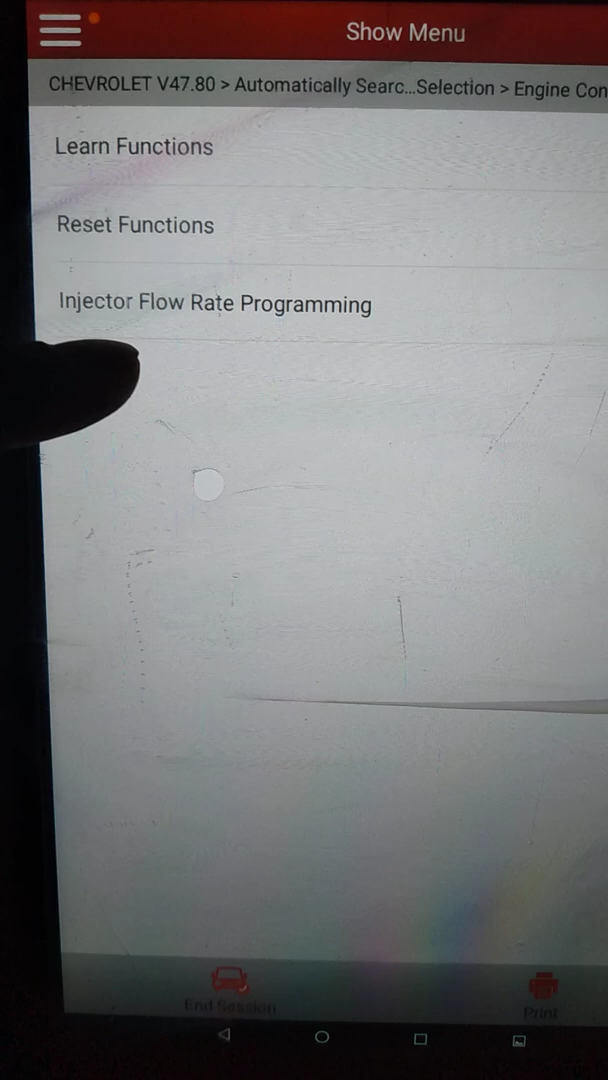 Show Menu
CHEVROLET V47.80 > Automatically Searc...Selection > Engine Con
Learn Functions
Reset Functions
Injector Flow Rate Programming
End Session
Print